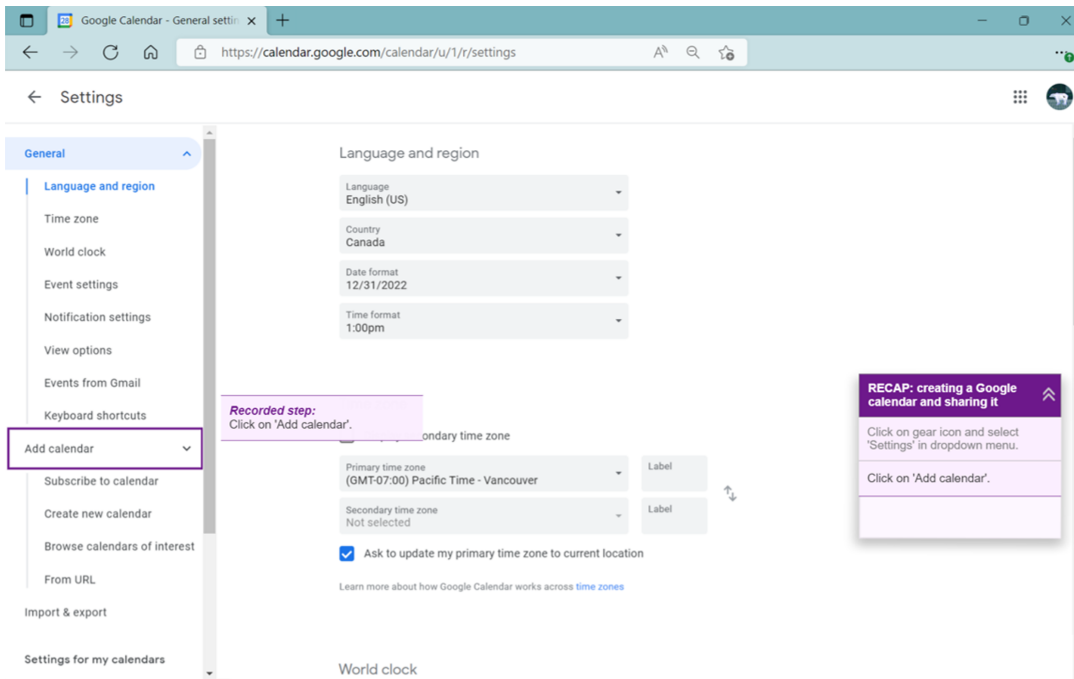 Google Calendar - General settin
https://calendar.google.com/calendar/u/1/r/settings
Settings
General
Language and region
Time zone
World clock
Event settings
Notification settings
View options
Events from Gmail
Keyboard shortcuts
Add calendar
Subscribe to calendar
Create new calendar
Browse calendars of interest
From URL
Import & export
Settings for my calendars
Language and region
Language
English (US)
Country
Canada
Date format
12/31/2022
Time format
1:00pm
Recorded step:
Click on 'Add calendar'.
ondary time zone
Primary time zone
(GMT-07:00) Pacific Time - Vancouver
Label
Secondary time zone
Not selected
Label
Ask to update my primary time zone to current location
Learn more about how Google Calendar works across time zones
World clock
RECAP: creating a Google
calendar and sharing it
Click on gear icon and select
'Settings' in dropdown menu.
Click on 'Add calendar'.